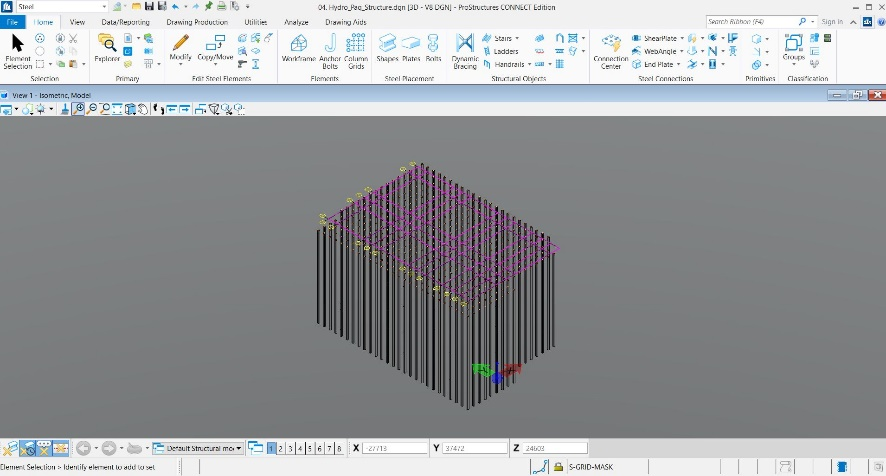 Steel
04. Hydro_Paq_Structure.dgn [3D - V8 DGN] - ProStructures CONNECT Edition
File Home View Data/Reporting Drawing Production Utilities Analyze Drawing Aids Search Ribbon (F4) Sign in
Element Selection
Selection
Explorer
Primary
Modify Copy/Move
Edit Steel Elements
Workframe Anchor Bolts Column Grids
Elements
Shapes Plates Bolts
Steel Placement
Dynamic Bracing
Stairs
Ladders
Handrails
Structural Objects
Connection Center
ShearPlate
WebAngle
End Plate
Steel Connections
Primitives
Groups
Classification
View 1 - Isometric, Model
Default Structural mo 1 2 3 4 5 6 7 8 X -27713 Y 37472 Z 24603
Element Selection > Identify element to add to set S-GRID-MASK